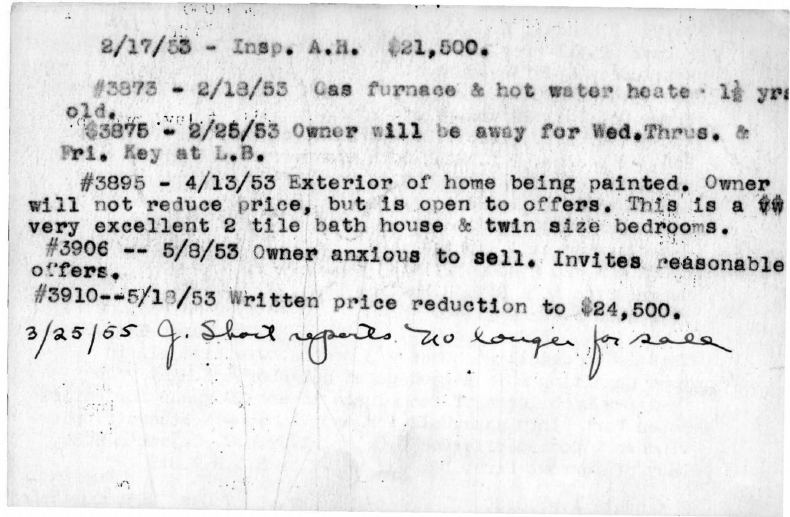 2/17/53 - Insp. A.H. $21,500.
#3873 - 2/18/53 Gas furnace & hot water heate 1½ yrs
old.
#3875 - 2/25/53 Owner will be away for Wed.Thrus. &
Fri. Key at L.B.
#3895 - 4/13/53 Exterior of home being painted. Owner
will not reduce price, but is open to offers. This is a
very excellent 2 tile bath house & twin size bedrooms.
#3906 -- 5/8/53 Owner anxious to sell. Invites reasonable
offers.
#3910--5/18/53 Written price reduction to $24,500.
3/25/55 J. Short reports no longer for sale